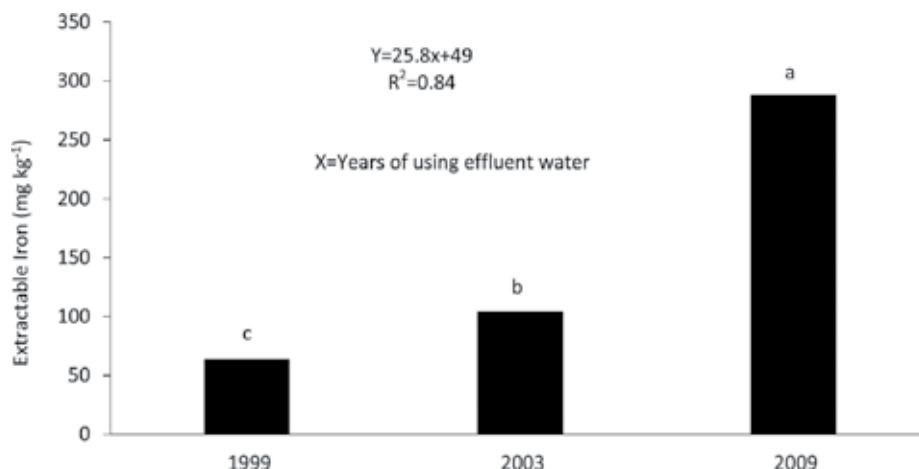 350
300
250
200
150
100
50
0
Extractable Iron (mg kg⁻¹)
Y=25.8x+49
R²=0.84
X=Years of using effluent water
c
b
a
1999 2003 2009